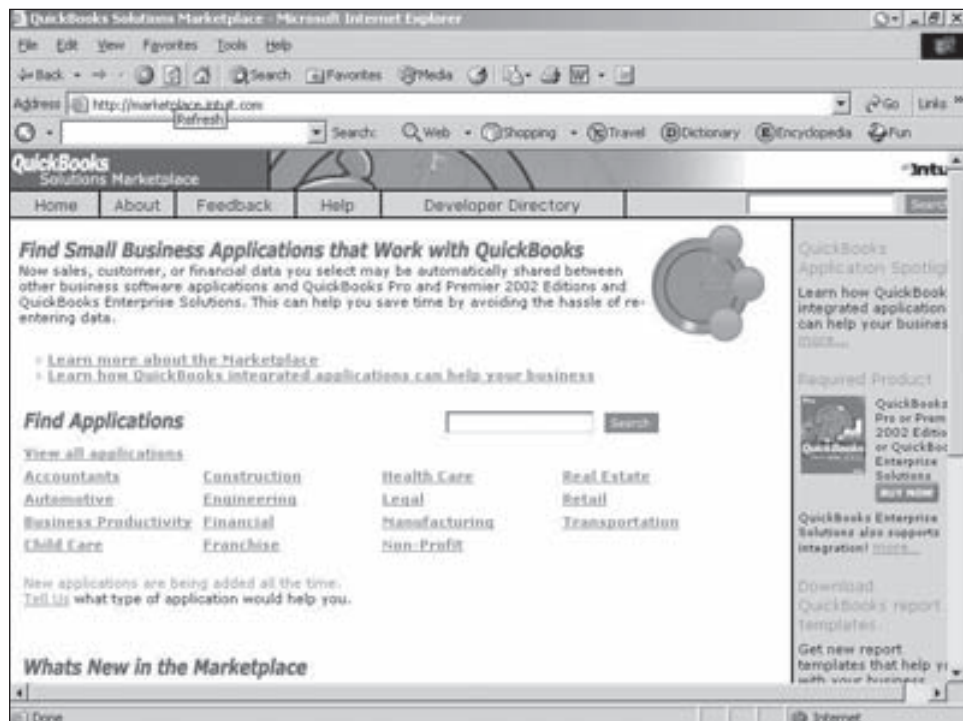 QuickBooks Solutions Marketplace - Microsoft Internet Explorer
File Edit View Favorites Tools Help
Back Search Favorites Media
Address http://marketplace.intuit.com Go Links
Refresh
Search: Web Shopping Travel Dictionary Encyclopedia Fun
QuickBooks
Solutions Marketplace
Intu
Home About Feedback Help Developer Directory Search
Find Small Business Applications that Work with QuickBooks
Now sales, customer, or financial data you select may be automatically shared between
other business software applications and QuickBooks Pro and Premier 2002 Editions and
QuickBooks Enterprise Solutions. This can help you save time by avoiding the hassle of re-
entering data.
Learn more about the Marketplace
Learn how QuickBooks integrated applications can help your business
Find Applications Search
View all applications
Accountants Construction Health Care Real Estate
Automotive Engineering Legal Retail
Business Productivity Financial Manufacturing Transportation
Child Care Franchise Non-Profit
New applications are being added all the time.
Tell Us what type of application would help you.
Whats New in the Marketplace
QuickBooks
Application Spotlig
Learn how QuickBook
integrated application
can help your busines
more...
Required Product
QuickBooks
QuickBooks
Pro or Prem
2002 Editio
or QuickBoo
Enterprise
Solutions
BUY NOW
QuickBooks Enterprise
Solutions also supports
integration! more...
Download
QuickBooks report
templates
Get new report
templates that help y
with your business
Done Internet